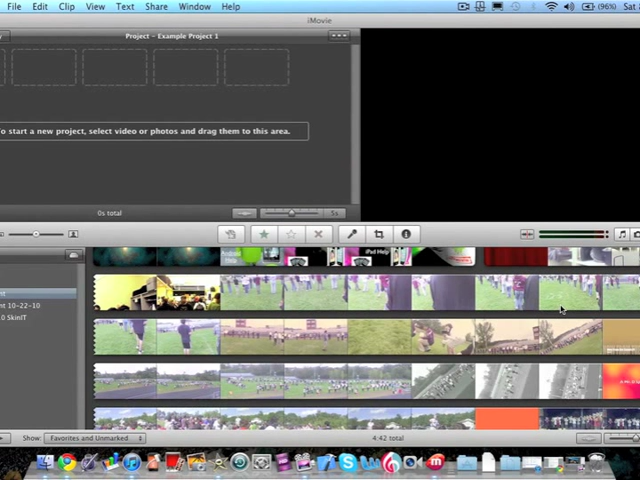 File Edit Clip View Text Share Window Help (96%) Sat
iMovie
Project - Example Project 1
o start a new project, select video or photos and drag them to this area.
0s total
5s
iPad Help
nt
nt 10-22-10
0 SkinIT
Show: Favorites and Unmarked
4:42 total